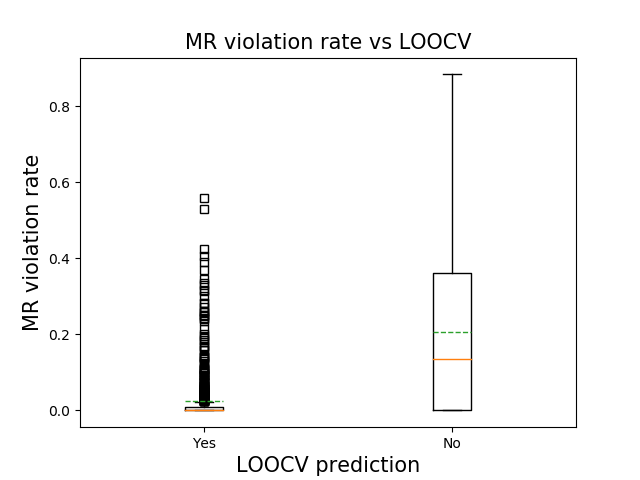 MR violation rate vs LOOCV
MR violation rate
0.8
0.6
0.4
0.2
0.0
Yes
No
LOOCV prediction